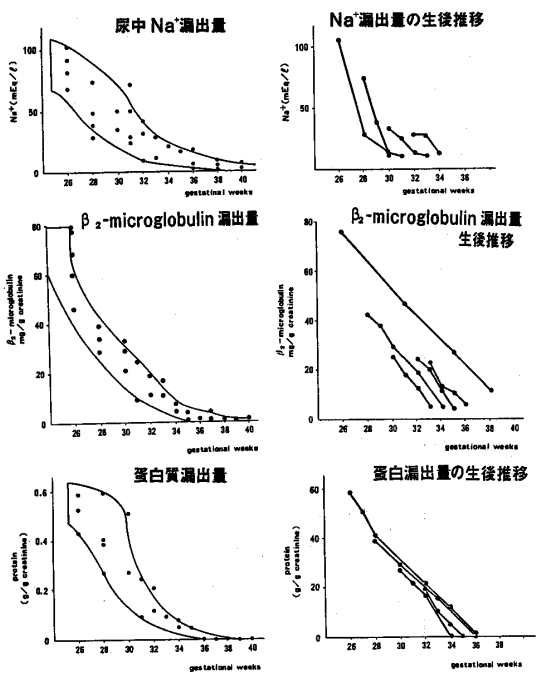 尿中 Na⁺漏出量
Na⁺(mEq/ℓ)
100
50
0
26 28 30 32 34 36 38 40
gestatinal weeks
Na⁺漏出量の生後推移
Na⁺(mEq/ℓ)
100
50
0
26 28 30 32 34 36 38
gestational weeks
β₂-microglobulin 漏出量
β₂-microglobulin
mg/g creatinine
80
60
40
20
0
26 28 30 32 34 36 38 40
gestational weeks
β₂-microglobulin 漏出量
生後推移
β₂-microglobulin
mg/g creatinine
80
60
40
20
0
26 28 30 32 34 36 38 40
gestational weeks
蛋白質漏出量
protein
(g/g creatinine)
0.6
0.4
0.2
0
26 28 30 32 34 36 38 40
gestational weeks
蛋白漏出量の生後推移
protein
(g/g creatinine)
60
40
20
0
26 28 30 32 34 36 38
gestational weeks